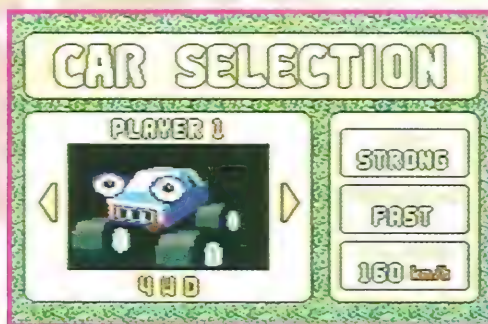 CAR SELECTION
PLAYER 1
4WD
STRONG
FAST
160 km/h